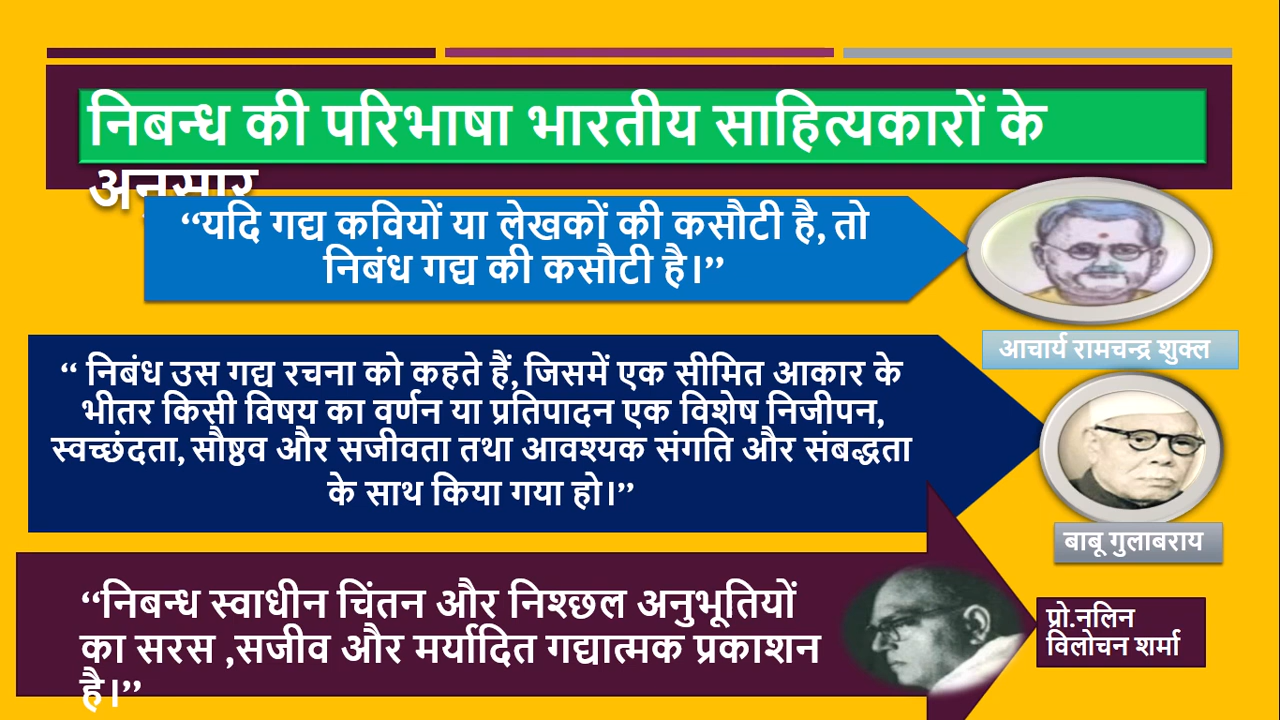 निबन्ध की परिभाषा भारतीय साहित्यकारों के
अनुसार
“यदि गद्य कवियों या लेखकों की कसौटी है, तो
निबंध गद्य की कसौटी है।”
आचार्य रामचन्द्र शुक्ल
“ निबंध उस गद्य रचना को कहते हैं, जिसमें एक सीमित आकार के
भीतर किसी विषय का वर्णन या प्रतिपादन एक विशेष निजीपन,
स्वच्छंदता, सौष्ठव और सजीवता तथा आवश्यक संगति और संबद्धता
के साथ किया गया हो।”
बाबू गुलाबराय
“निबन्ध स्वाधीन चिंतन और निश्छल अनुभूतियों
का सरस ,सजीव और मर्यादित गद्यात्मक प्रकाशन
है।”
प्रो.नलिन
विलोचन शर्मा